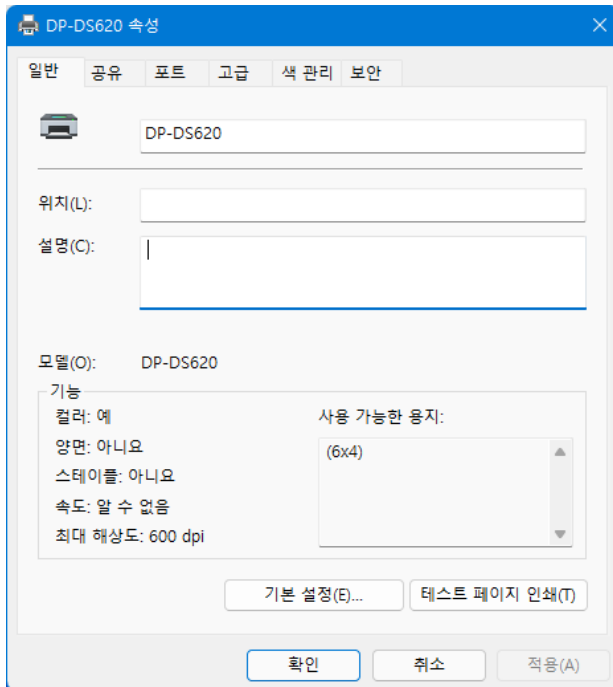 DP-DS620 속성
일반 공유 포트 고급 색 관리 보안
DP-DS620
위치(L):
설명(C):
모델(O): DP-DS620
기능
컬러: 예
양면: 아니요
스테이플: 아니요
속도: 알 수 없음
최대 해상도: 600 dpi
사용 가능한 용지:
(6x4)
기본 설정(E)... 테스트 페이지 인쇄(T)
확인 취소 적용(A)